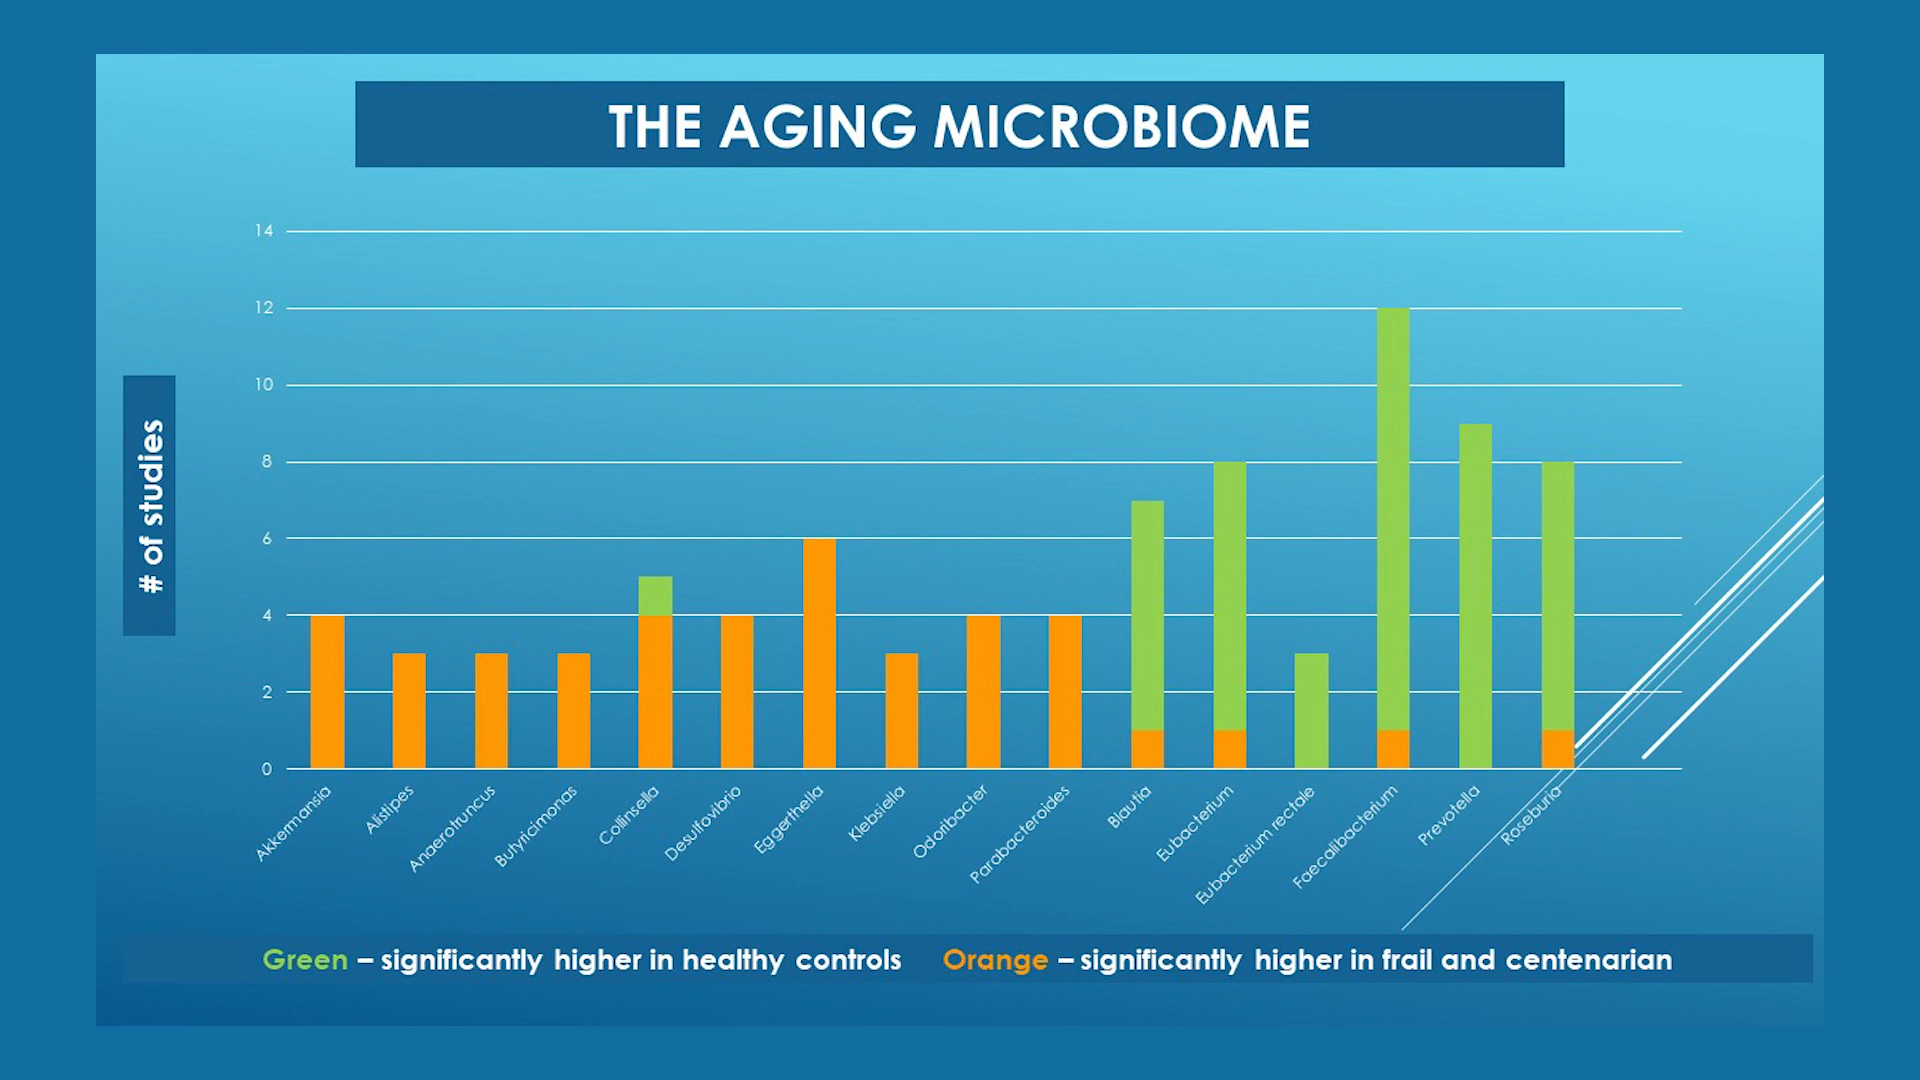 THE AGING MICROBIOME
# of studies
14
12
10
8
6
4
2
0
Akkermansia
Alistipes
Anaerotruncus
Butyricimonas
Collinsella
Desulfovibrio
Eggerthella
Klebsiella
Odoribacter
Parabacteroides
Blautia
Eubacterium
Eubacterium rectale
Faecalibacterium
Prevotella
Roseburia
Green – significantly higher in healthy controls Orange – significantly higher in frail and centenarian